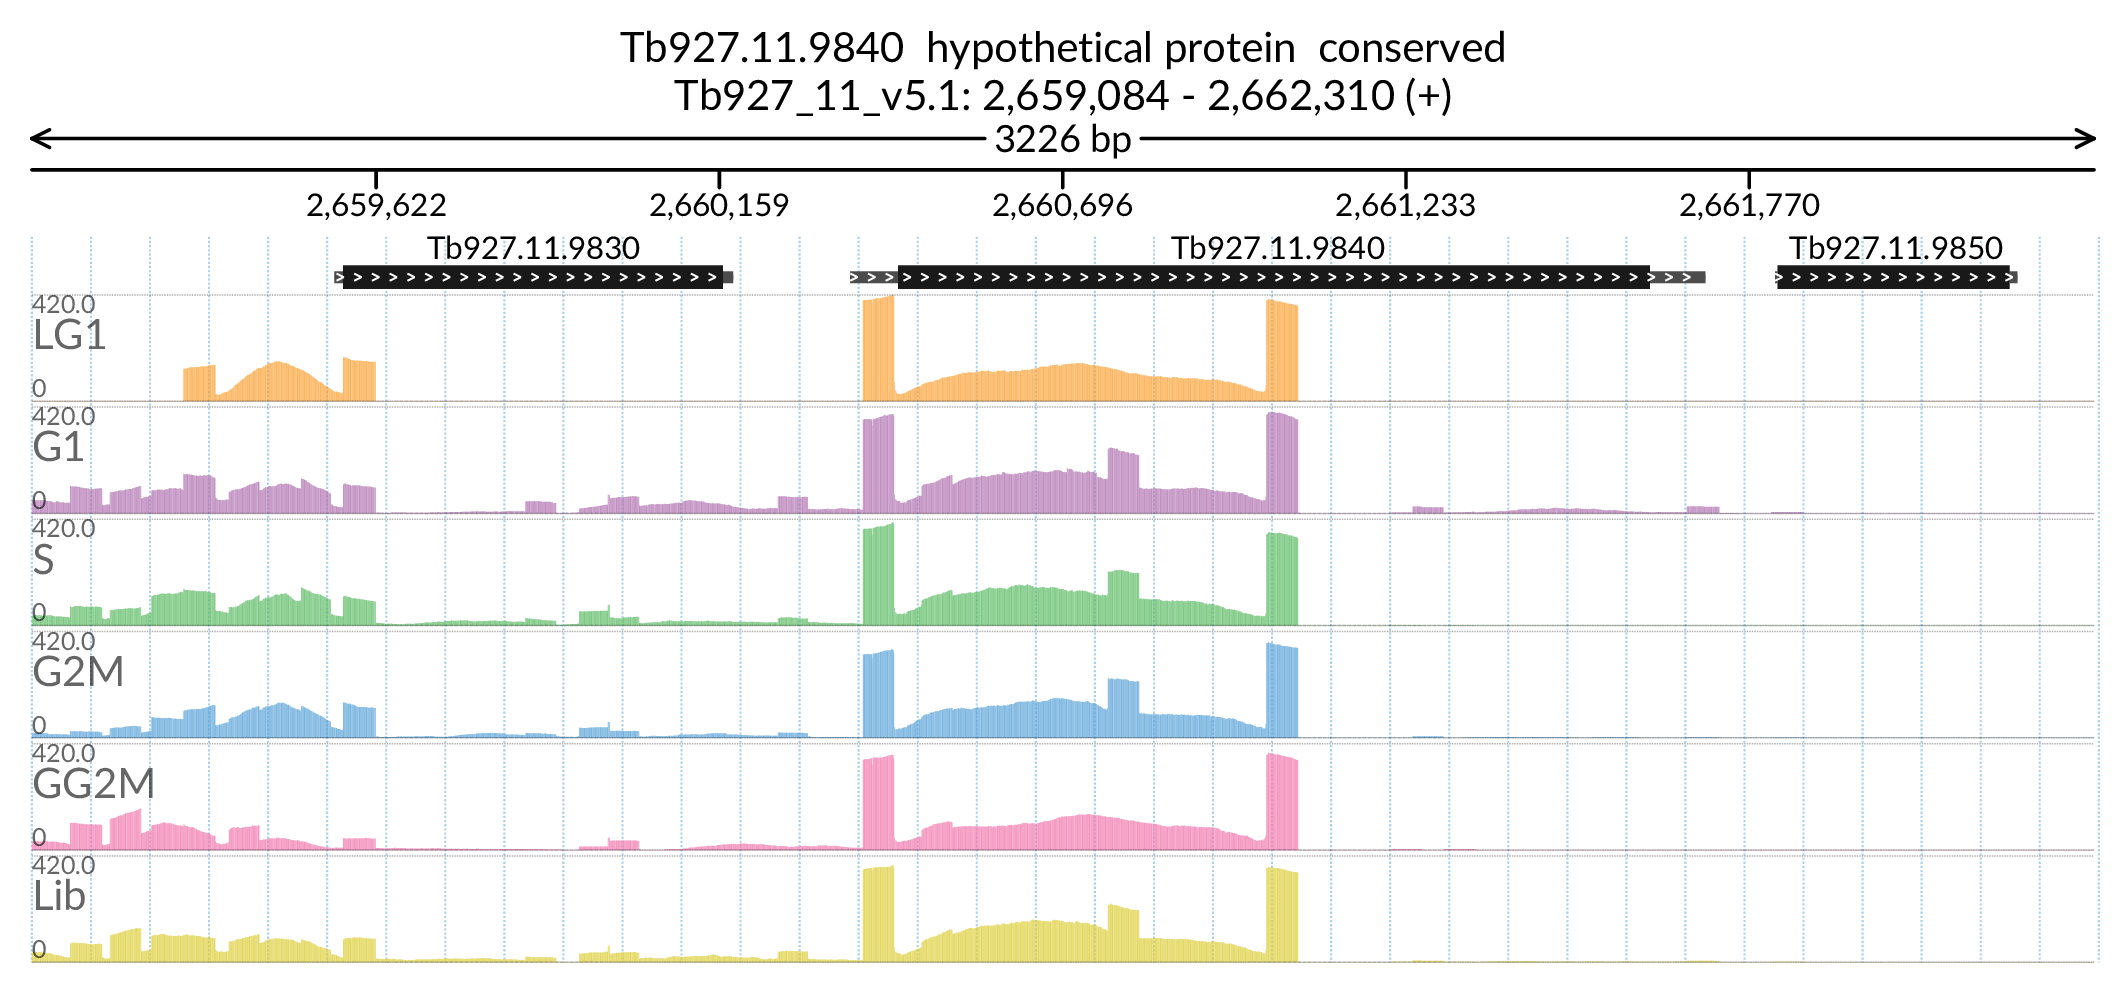 Tb927.11.9840  hypothetical protein  conserved
Tb927_11_v5.1: 2,659,084 - 2,662,310 (+)
3226 bp
2,659,622 2,660,159 2,660,696 2,661,233 2,661,770
Tb927.11.9830 Tb927.11.9840 Tb927.11.9850
420.0
LG1
0
420.0
G1
0
420.0
S
0
420.0
G2M
0
420.0
GG2M
0
420.0
Lib
0